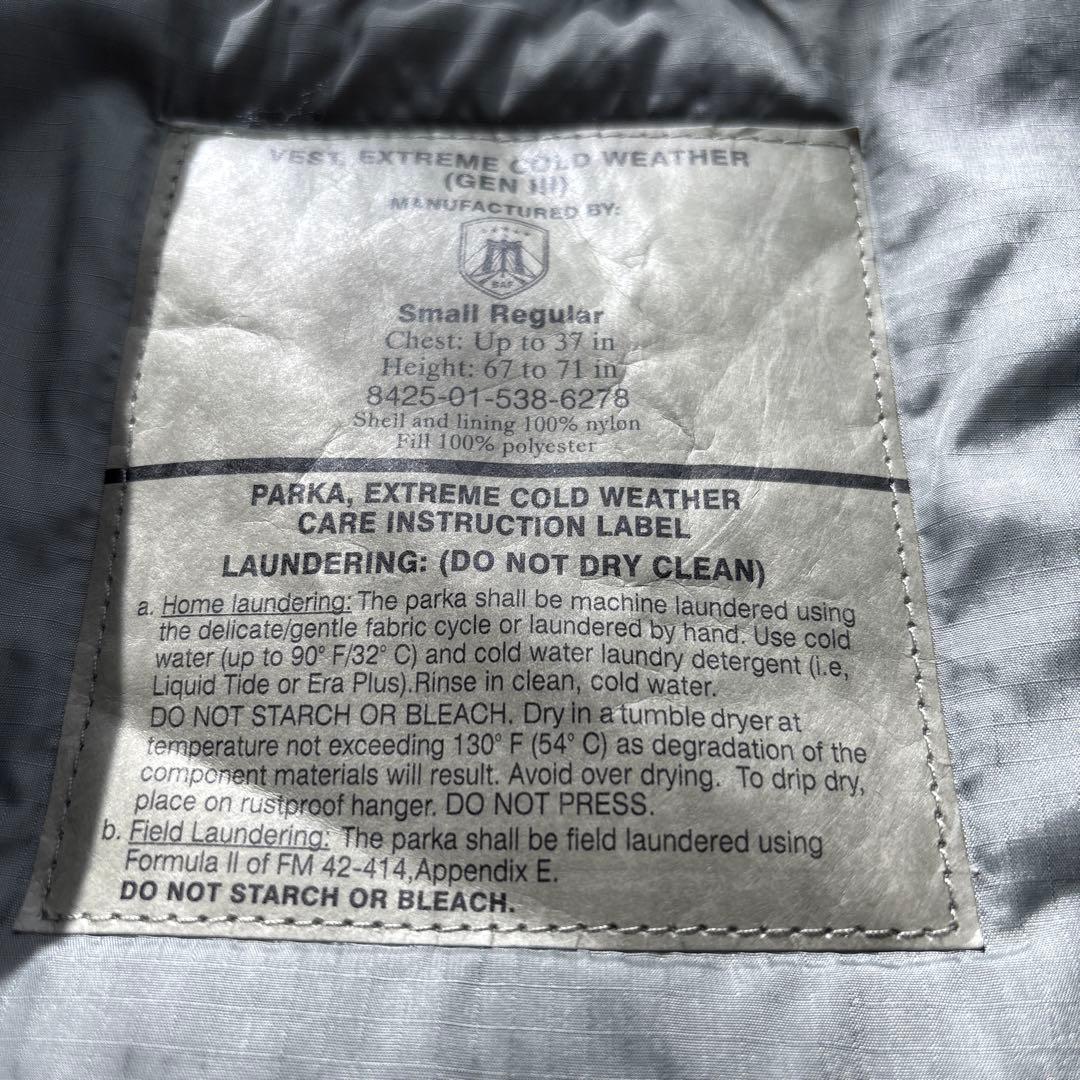 VEST, EXTREME COLD WEATHER
(GEN III)
MANUFACTURED BY:
BAF
Small Regular
Chest: Up to 37 in
Height: 67 to 71 in
8425-01-538-6278
Shell and lining 100% nylon
Fill 100% polyester
PARKA, EXTREME COLD WEATHER
CARE INSTRUCTION LABEL
LAUNDERING: (DO NOT DRY CLEAN)
a. Home laundering: The parka shall be machine laundered using
the delicate/gentle fabric cycle or laundered by hand. Use cold
water (up to 90° F/32° C) and cold water laundry detergent (i.e,
Liquid Tide or Era Plus).Rinse in clean, cold water.
DO NOT STARCH OR BLEACH. Dry in a tumble dryer at
temperature not exceeding 130° F (54° C) as degradation of the
component materials will result. Avoid over drying. To drip dry,
place on rustproof hanger. DO NOT PRESS.
b. Field Laundering: The parka shall be field laundered using
Formula II of FM 42-414,Appendix E.
DO NOT STARCH OR BLEACH.